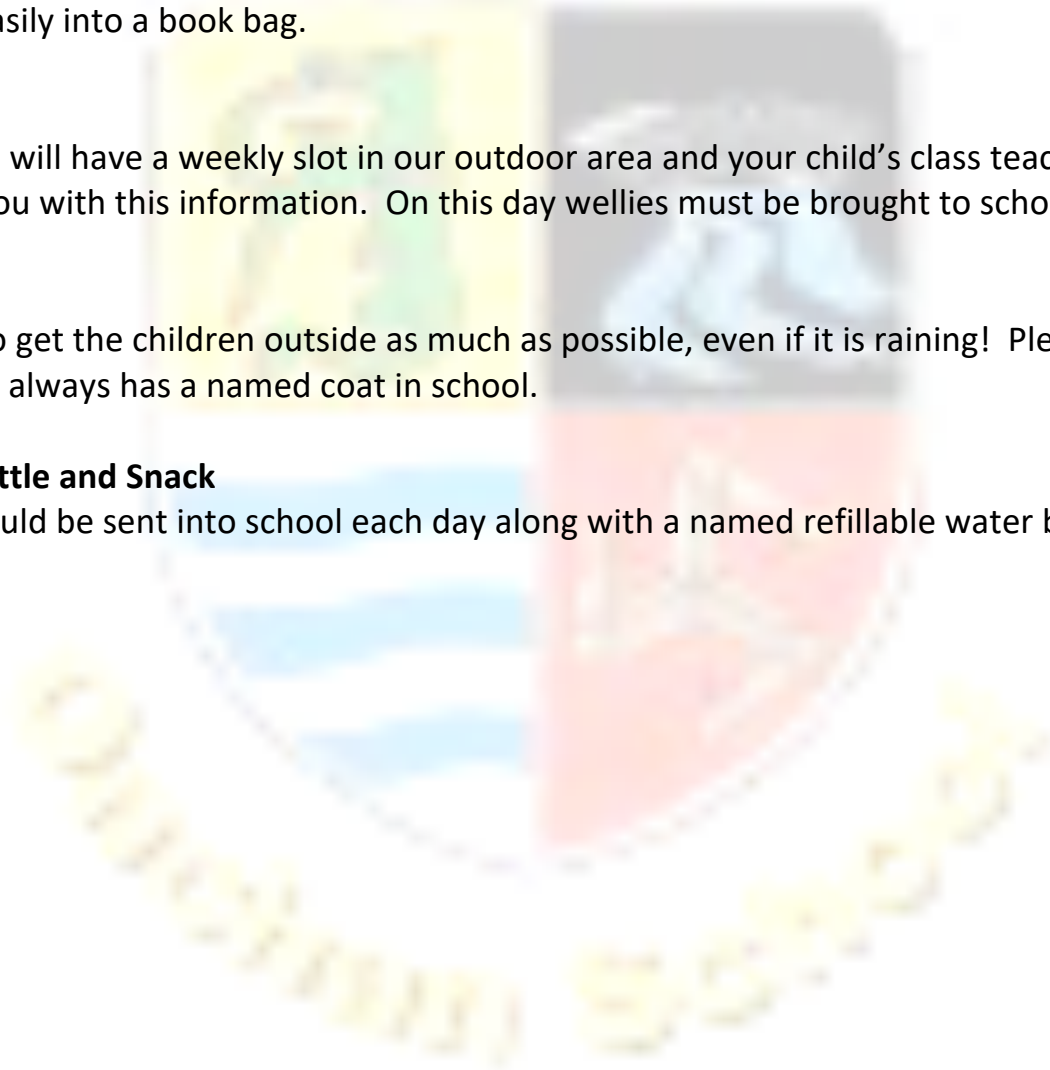 asily into a book bag.
will have a weekly slot in our outdoor area and your child’s class teac
ou with this information.  On this day wellies must be brought to scho
o get the children outside as much as possible, even if it is raining!  Ple
always has a named coat in school.
ttle and Snack
uld be sent into school each day along with a named refillable water b
School